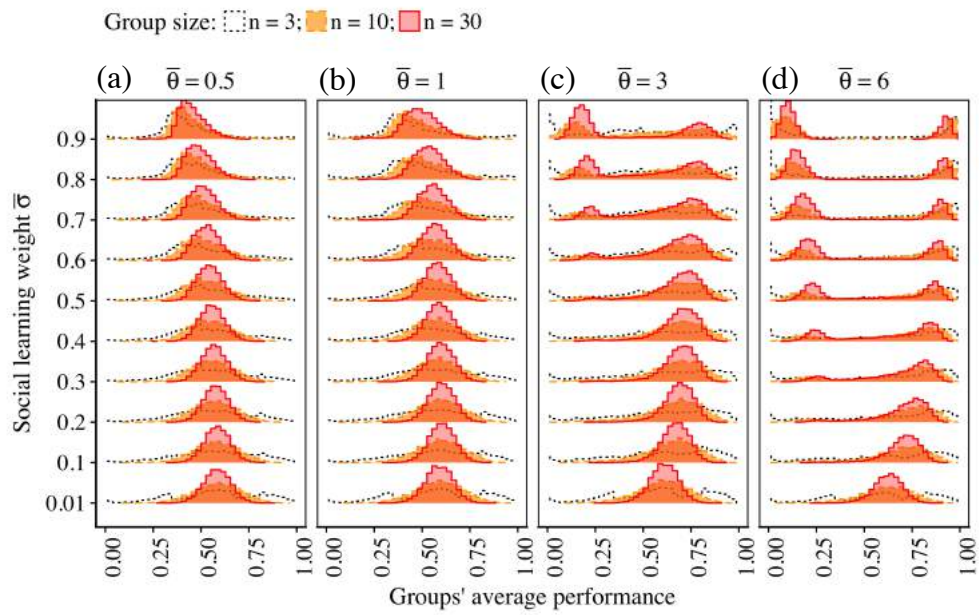 Group size: n = 3; n = 10; n = 30
(a) θ̅ = 0.5 (b) θ̅ = 1 (c) θ̅ = 3 (d) θ̅ = 6
Social learning weight σ̅
0.9
0.8
0.7
0.6
0.5
0.4
0.3
0.2
0.1
0.01
0.00 0.25 0.50 0.75 1.00 0.00 0.25 0.50 0.75 1.00 0.00 0.25 0.50 0.75 1.00 0.00 0.25 0.50 0.75 1.00
Groups' average performance